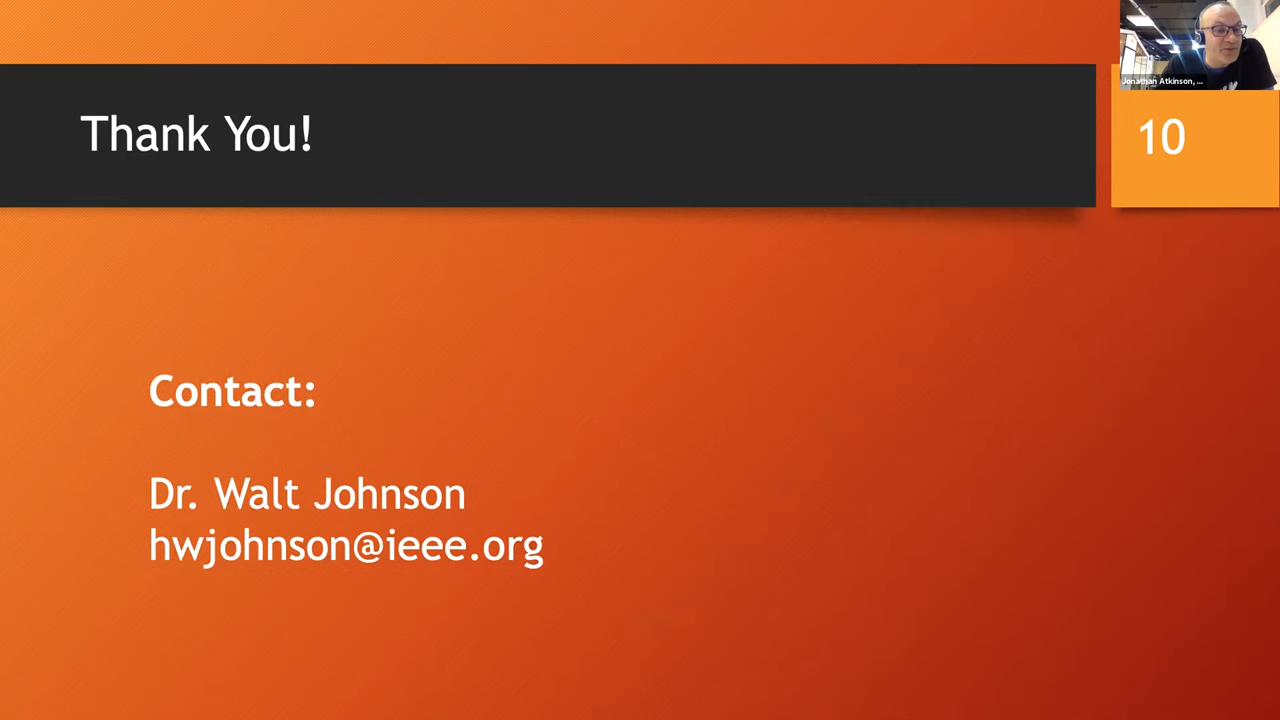 Jonathan Atkinson, ...
Thank You!
10
Contact:
Dr. Walt Johnson
hwjohnson@ieee.org